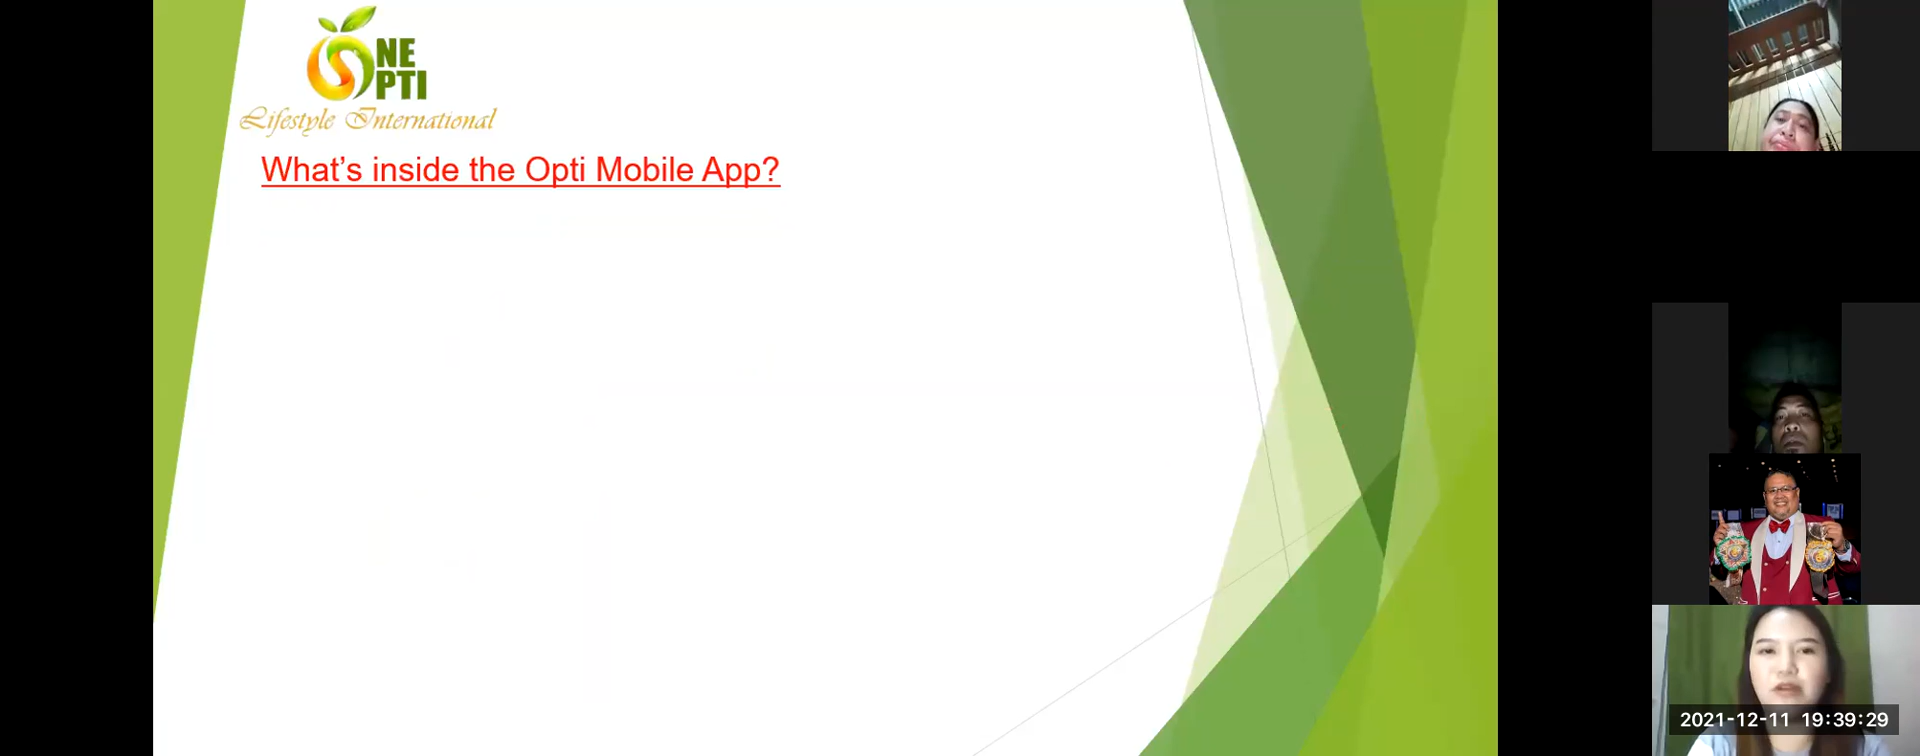 NE
PTI
Lifestyle International
What's inside the Opti Mobile App?
2021-12-11 19:39:29